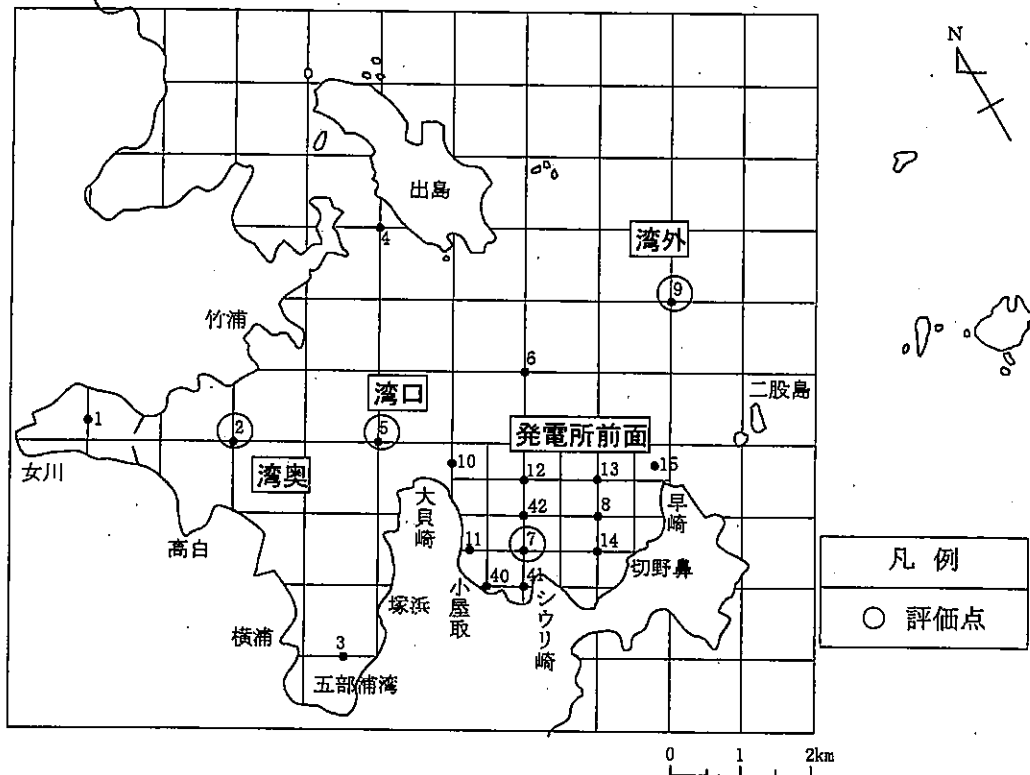 N
出島
4
湾外
9
竹浦
6
二股島
湾口
1
2
5
発電所前面
10
12
13
15
女川
湾奥
大貝崎
42
8
早崎
高白
11
7
14
切野鼻
凡例
40
41
小屋取
塚浜
シウリ崎
○ 評価点
横浦
3
五部浦湾
0 1 2km